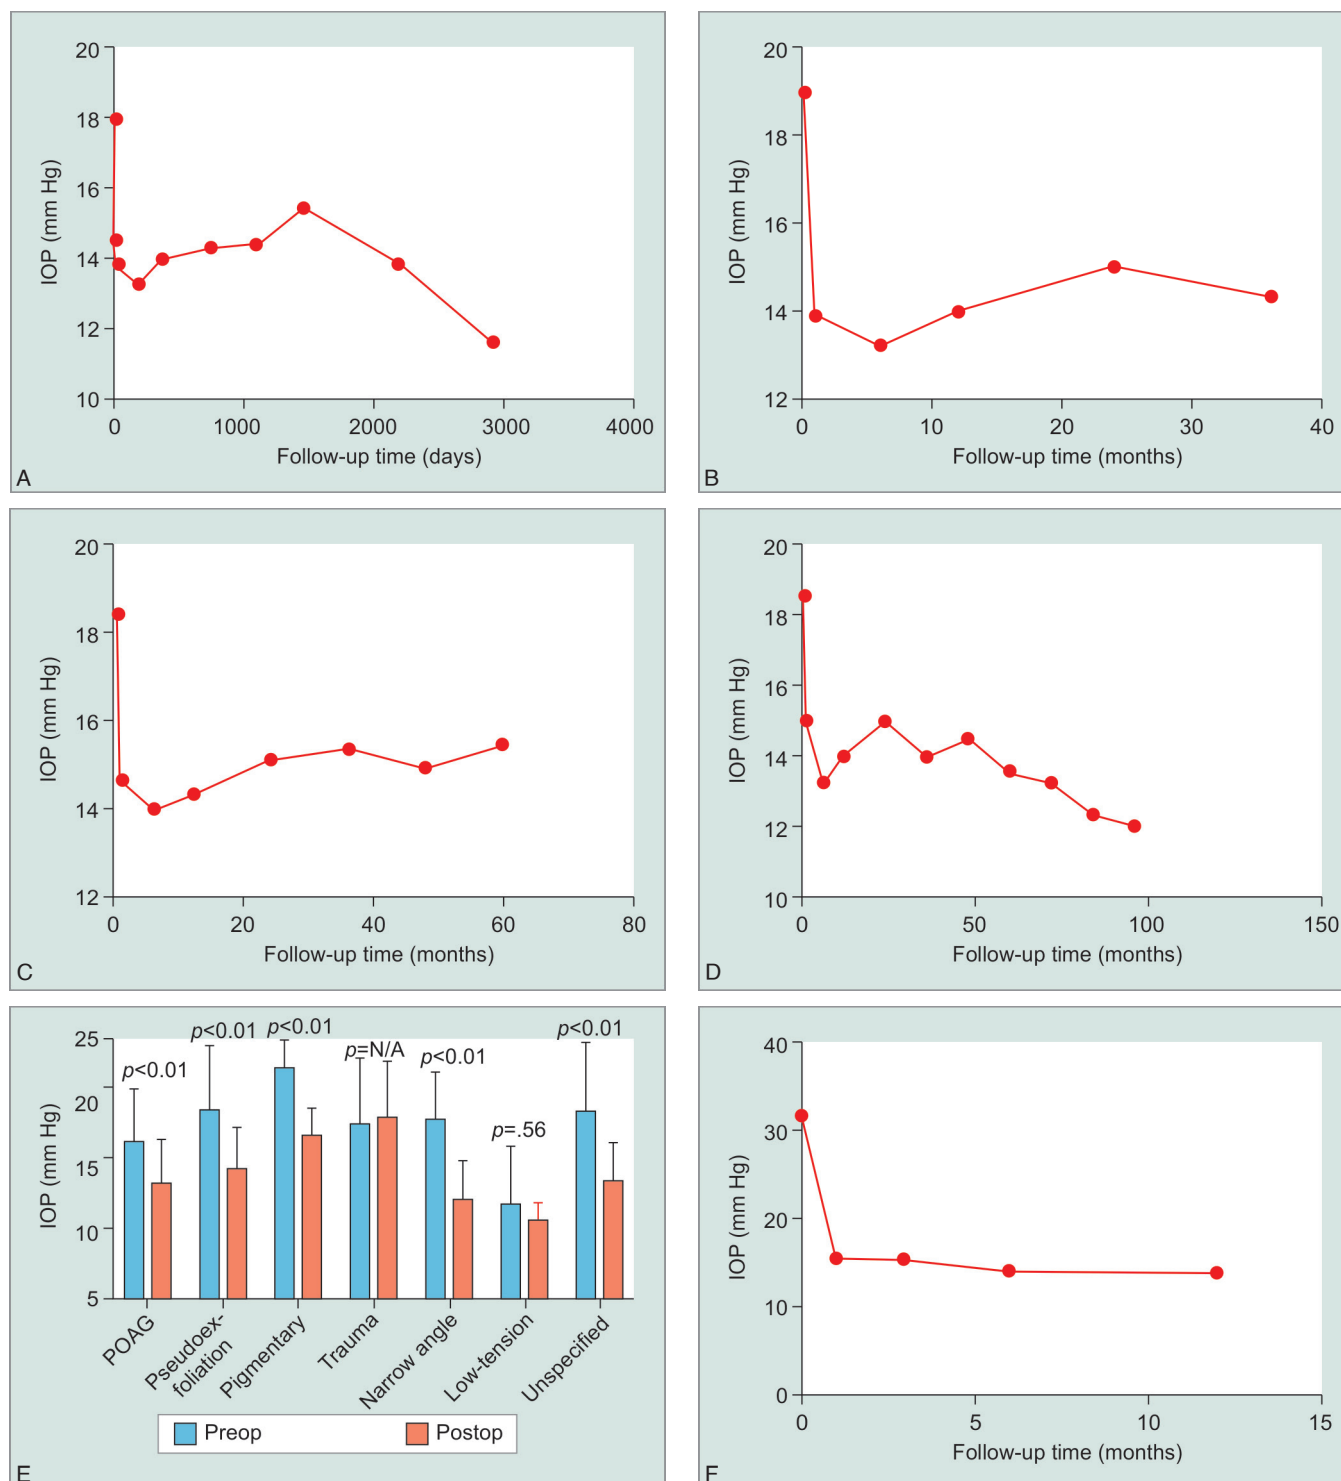 20
18
16
14
12
10
IOP (mm Hg)
0 1000 2000 3000 4000
Follow-up time (days)
A
20
18
16
14
12
IOP (mm Hg)
0 10 20 30 40
Follow-up time (months)
B
20
18
16
14
12
IOP (mm Hg)
0 20 40 60 80
Follow-up time (months)
C
20
18
16
14
12
10
IOP (mm Hg)
0 50 100 150
Follow-up time (months)
D
25
20
15
10
5
IOP (mm Hg)
p<0.01
p<0.01
p<0.01
p=N/A
p<0.01
p=.56
p<0.01
POAG
Pseudoex-
foliation
Pigmentary
Trauma
Narrow angle
Low-tension
Unspecified
Preop Postop
E
40
30
20
10
0
IOP (mm Hg)
0 5 10 15
Follow-up time (months)
F